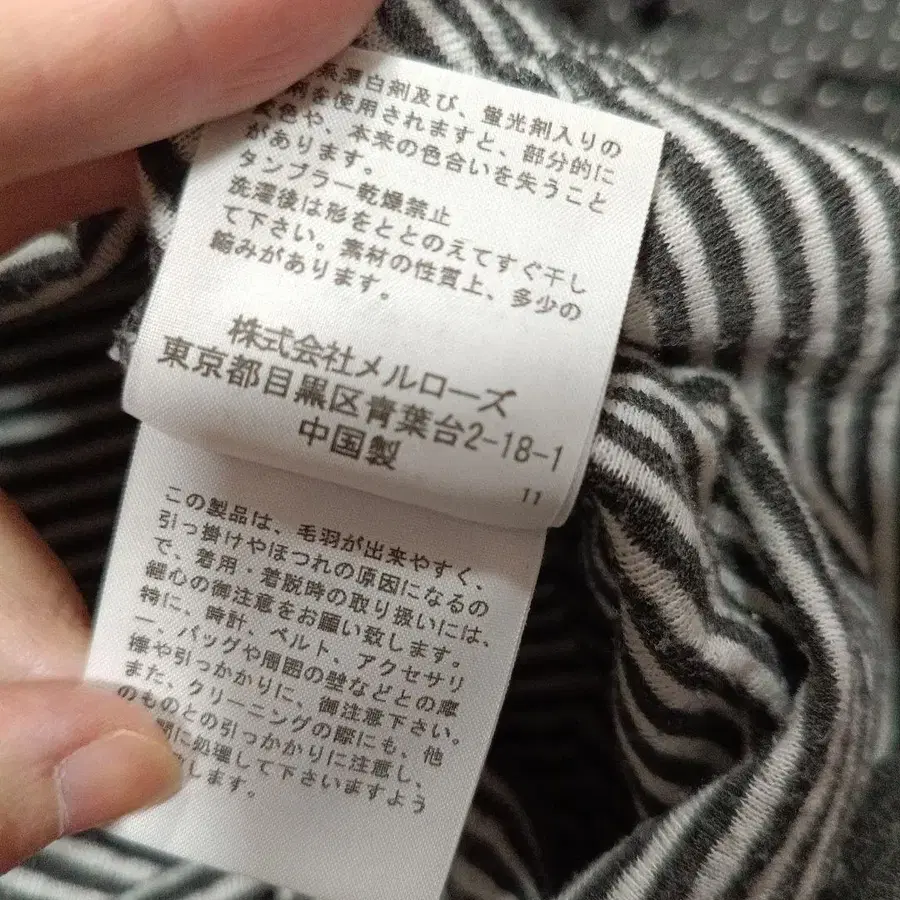 漂白剤及び、蛍光剤入りの
を使用されますと、部分的に
色や、本来の色合いを失うこと
があります。
タンブラー乾燥禁止
洗濯後は形をととのえてすぐ干し
て下さい。素材の性質上、多少の
縮みがあります。
株式会社メルローズ
東京都目黒区青葉台2-18-1
中国製
11
この製品は、毛羽が出来やすく、
引っ掛けやほつれの原因になるの
で、着用・着脱時の取り扱いには、
細心の御注意をお願い致します。
特に、時計、ベルト、アクセサリ
ー、バッグや周囲の壁などとの摩
擦や引っかかりに、御注意下さい。
また、クリーニングの際にも、他
のものとの引っかかりに注意し、
に処理して下さいますよう
します。